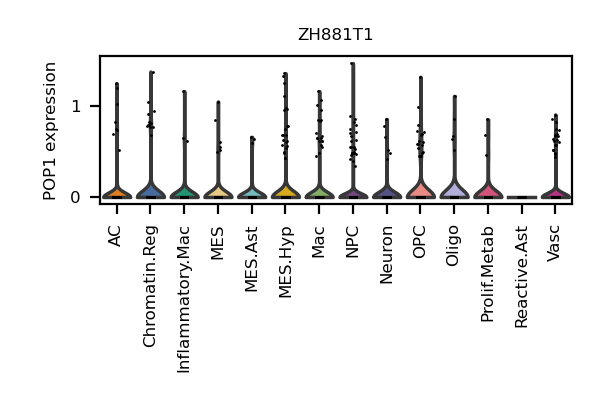 ZH881T1
POP1 expression
1
0
AC
Chromatin.Reg
Inflammatory.Mac
MES
MES.Ast
MES.Hyp
Mac
NPC
Neuron
OPC
Oligo
Prolif.Metab
Reactive.Ast
Vasc